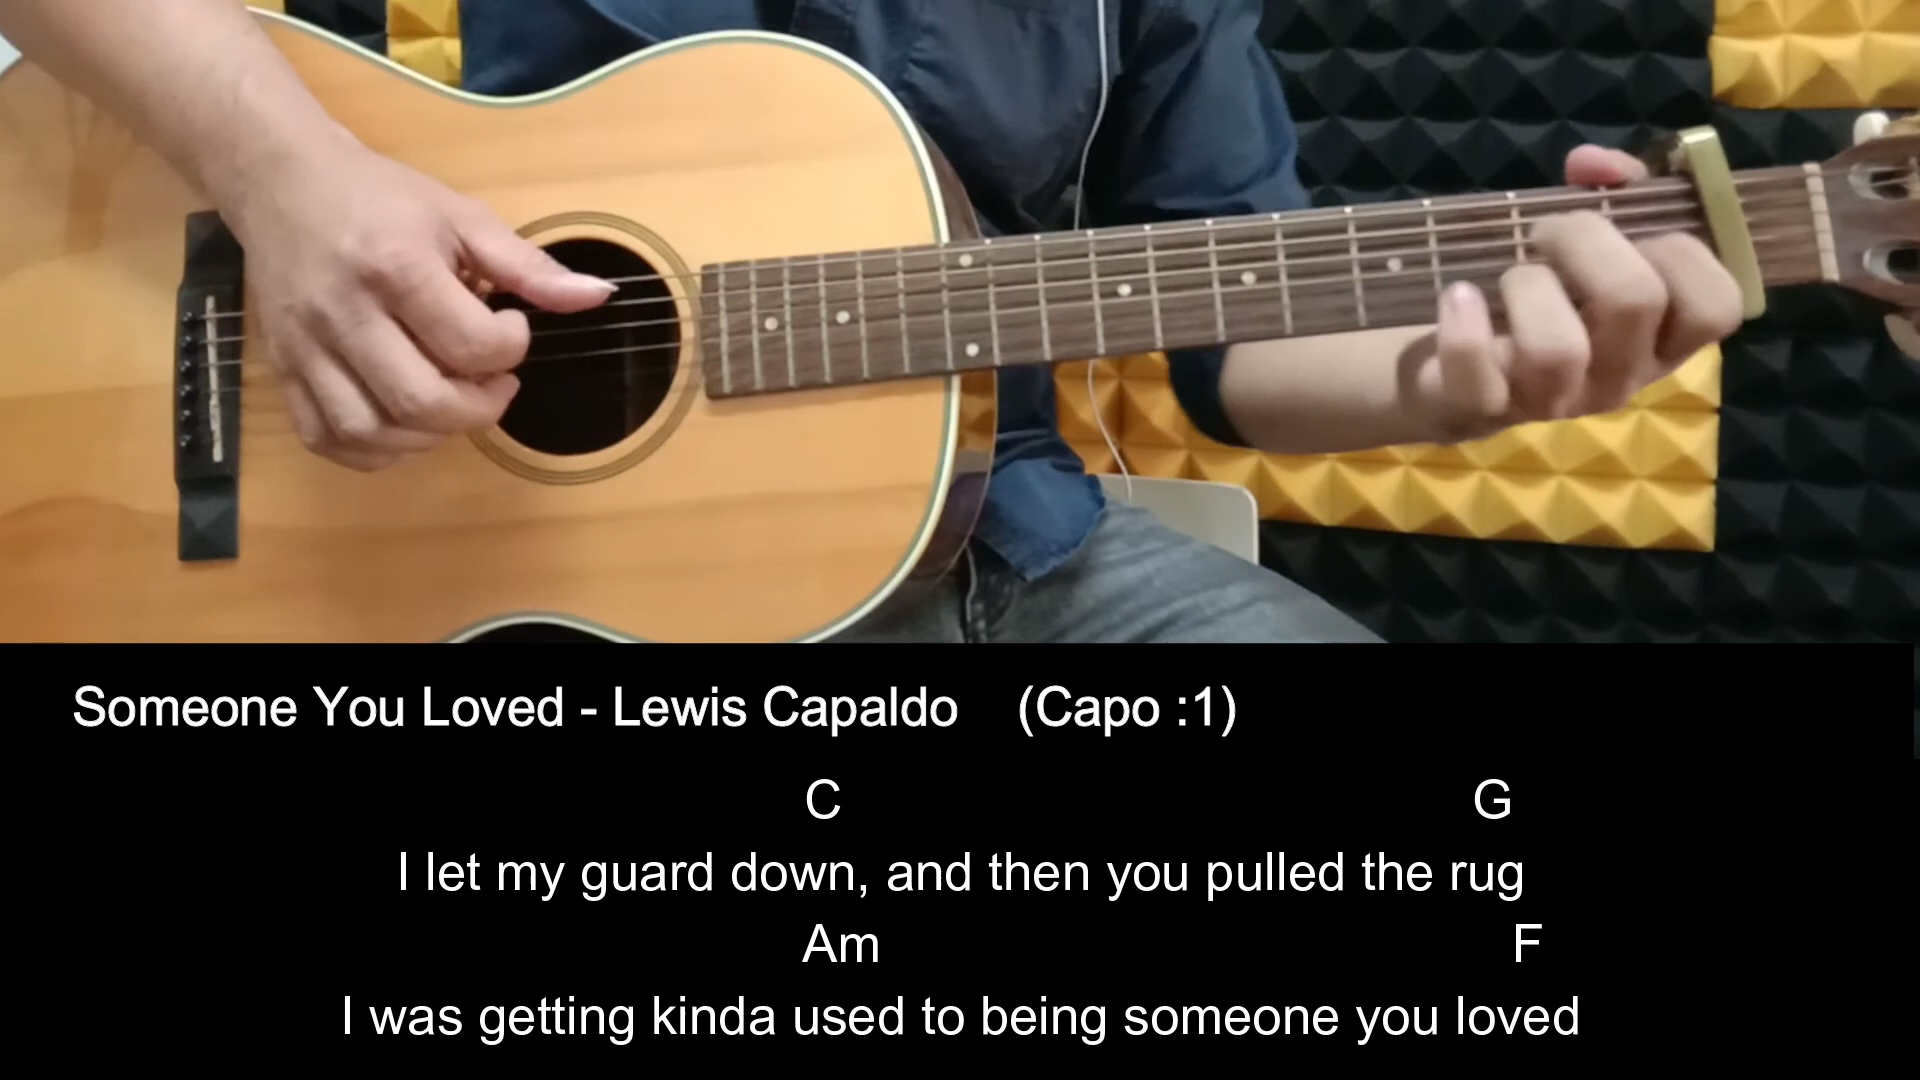 Someone You Loved - Lewis Capaldo (Capo :1)
C G
I let my guard down, and then you pulled the rug
Am F
I was getting kinda used to being someone you loved